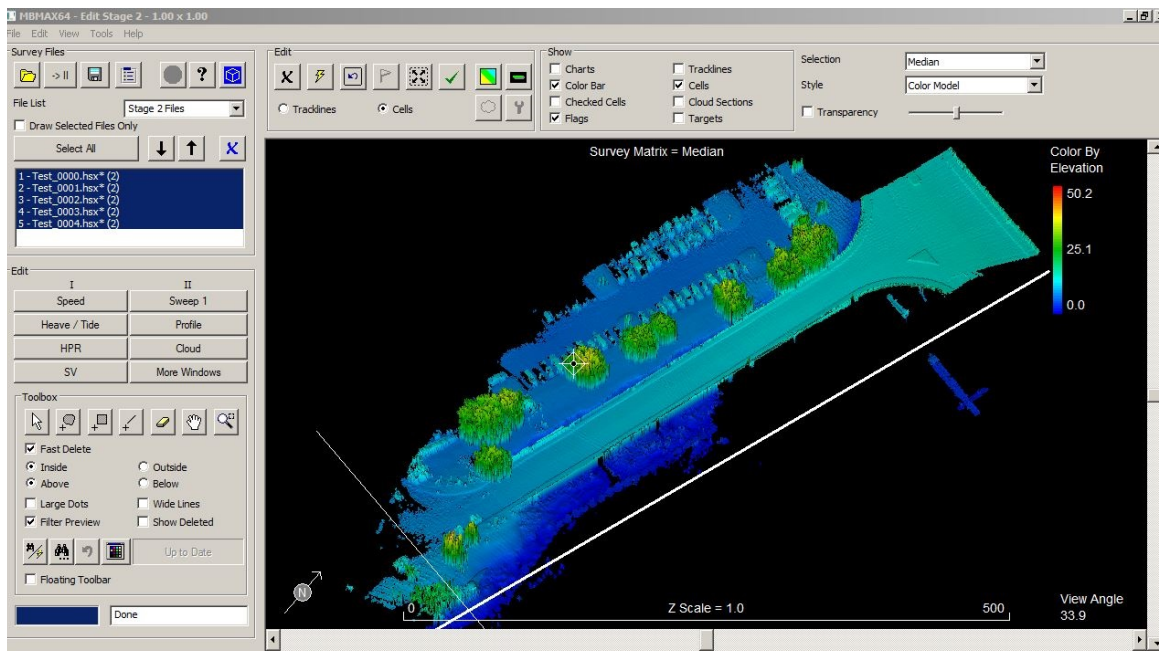 MBMAX64 - Edit Stage 2 - 1.00 x 1.00
File Edit View Tools Help
Survey Files
->II
?
File List
Stage 2 Files
Draw Selected Files Only
Select All
X
1 - Test_0000.hsx* (2)
2 - Test_0001.hsx* (2)
3 - Test_0002.hsx* (2)
4 - Test_0003.hsx* (2)
5 - Test_0004.hsx* (2)
Edit
I II
Speed Sweep 1
Heave / Tide Profile
HPR Cloud
SV More Windows
Toolbox
Fast Delete
Inside Outside
Above Below
Large Dots Wide Lines
Filter Preview Show Deleted
Up to Date
Floating Toolbar
Done
Edit
X
Tracklines Cells
Show
Charts Tracklines
Color Bar Cells
Checked Cells Cloud Sections
Flags Targets
Selection Median
Style Color Model
Transparency
Survey Matrix = Median
Color By
Elevation
50.2
25.1
0.0
N
0 Z Scale = 1.0 500
View Angle
33.9